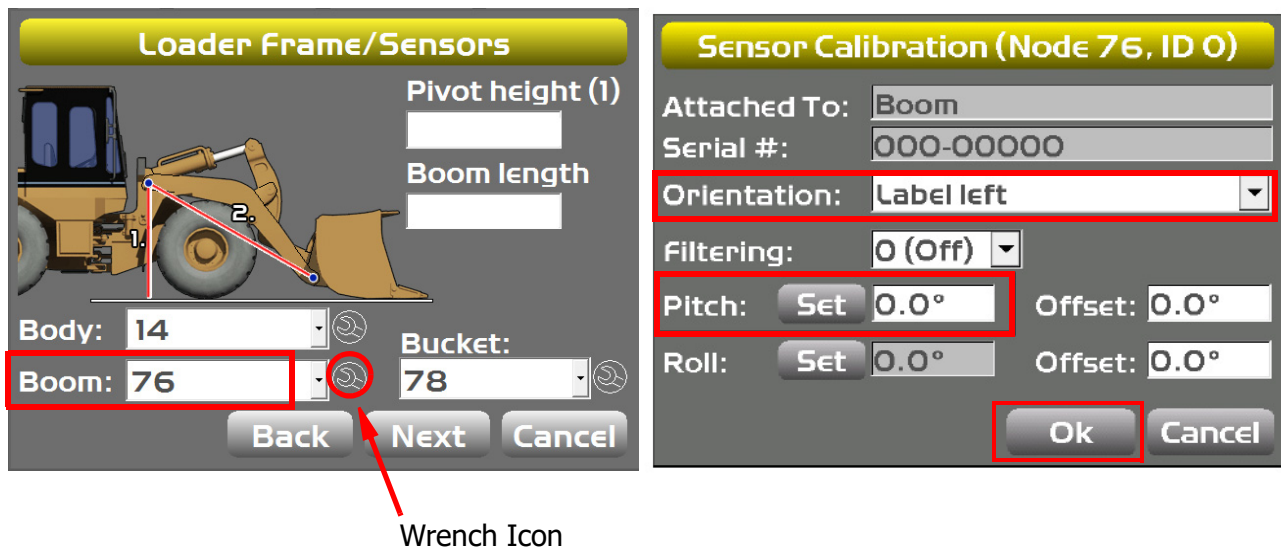 Loader Frame/Sensors
Pivot height (1)
Boom length
1.
2.
Body: 14
Boom: 76
Bucket:
78
Back Next Cancel
Wrench Icon
Sensor Calibration (Node 76, ID 0)
Attached To: Boom
Serial #: 000-00000
Orientation: Label left
Filtering: 0 (Off)
Pitch: Set 0.0° Offset: 0.0°
Roll: Set 0.0° Offset: 0.0°
Ok Cancel